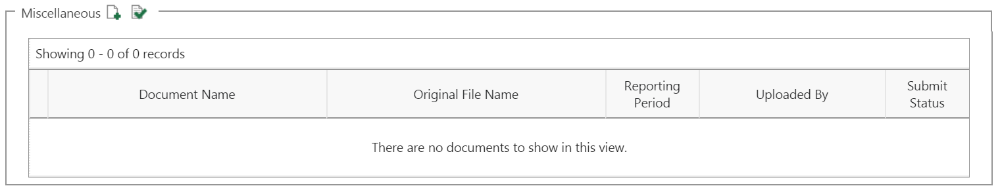 Miscellaneous
Showing 0 - 0 of 0 records
Document Name
Original File Name
Reporting
Period
Uploaded By
Submit
Status
There are no documents to show in this view.